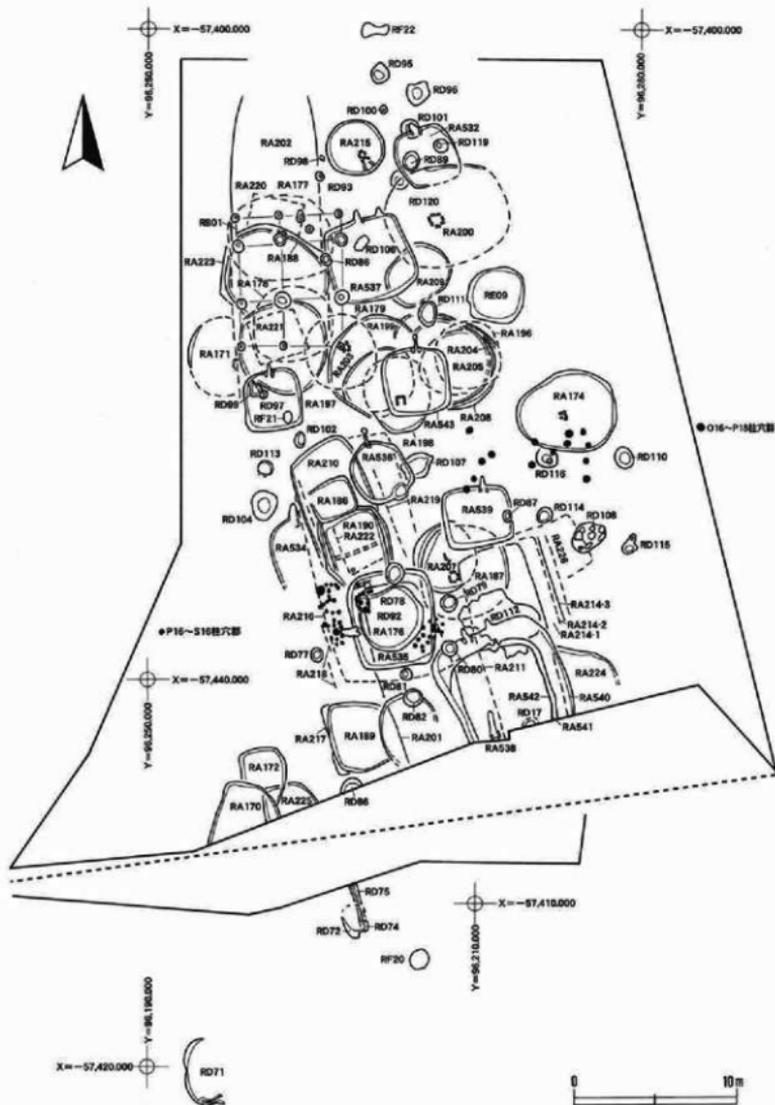 X=−57,400.000
RF22
X=−57,400.000
Y=96,250.000
Y=96,280.000
RD95
RD96
RD100
RD101
RA532
RA202
RA215
RD119
RD98
RD89
RA220
RA177
RD93
RD120
RB01
RA200
RA188
RD106
RA223
RD86
RA178
RA537
RA209
RA179
RD111
RE09
RA221
RA199
RA196
RA171
RA203
RA204
RA205
RA174
RD99
RD97
RA197
RF21
RA208
RA543
O16~P18柱穴群
RD102
RA198
RA210
RA536
RD107
RD116
RD110
RD113
RA186
RA219
RD104
RA539
RD87
RD114
RD108
RA190
RA222
RA534
RA226
RD115
RA207
RA187
RD78
RD79
RA214-3
RD92
RD112
RA216
RA214-2
P16~S16柱穴群
RA176
RA214-1
RD77
RA535
RA218
RD80
RA211
RA224
X=−57,440.000
RD81
RA542
RA540
Y=96,250.000
RD82
RD17
RA217
RA189
RA201
RA541
RA538
RA172
RA170
RA225
RD86
RD75
X=−57,410.000
RD72
RD74
Y=96,210.000
RF20
Y=96,190.000
X=−57,420.000
RD71
0
10m